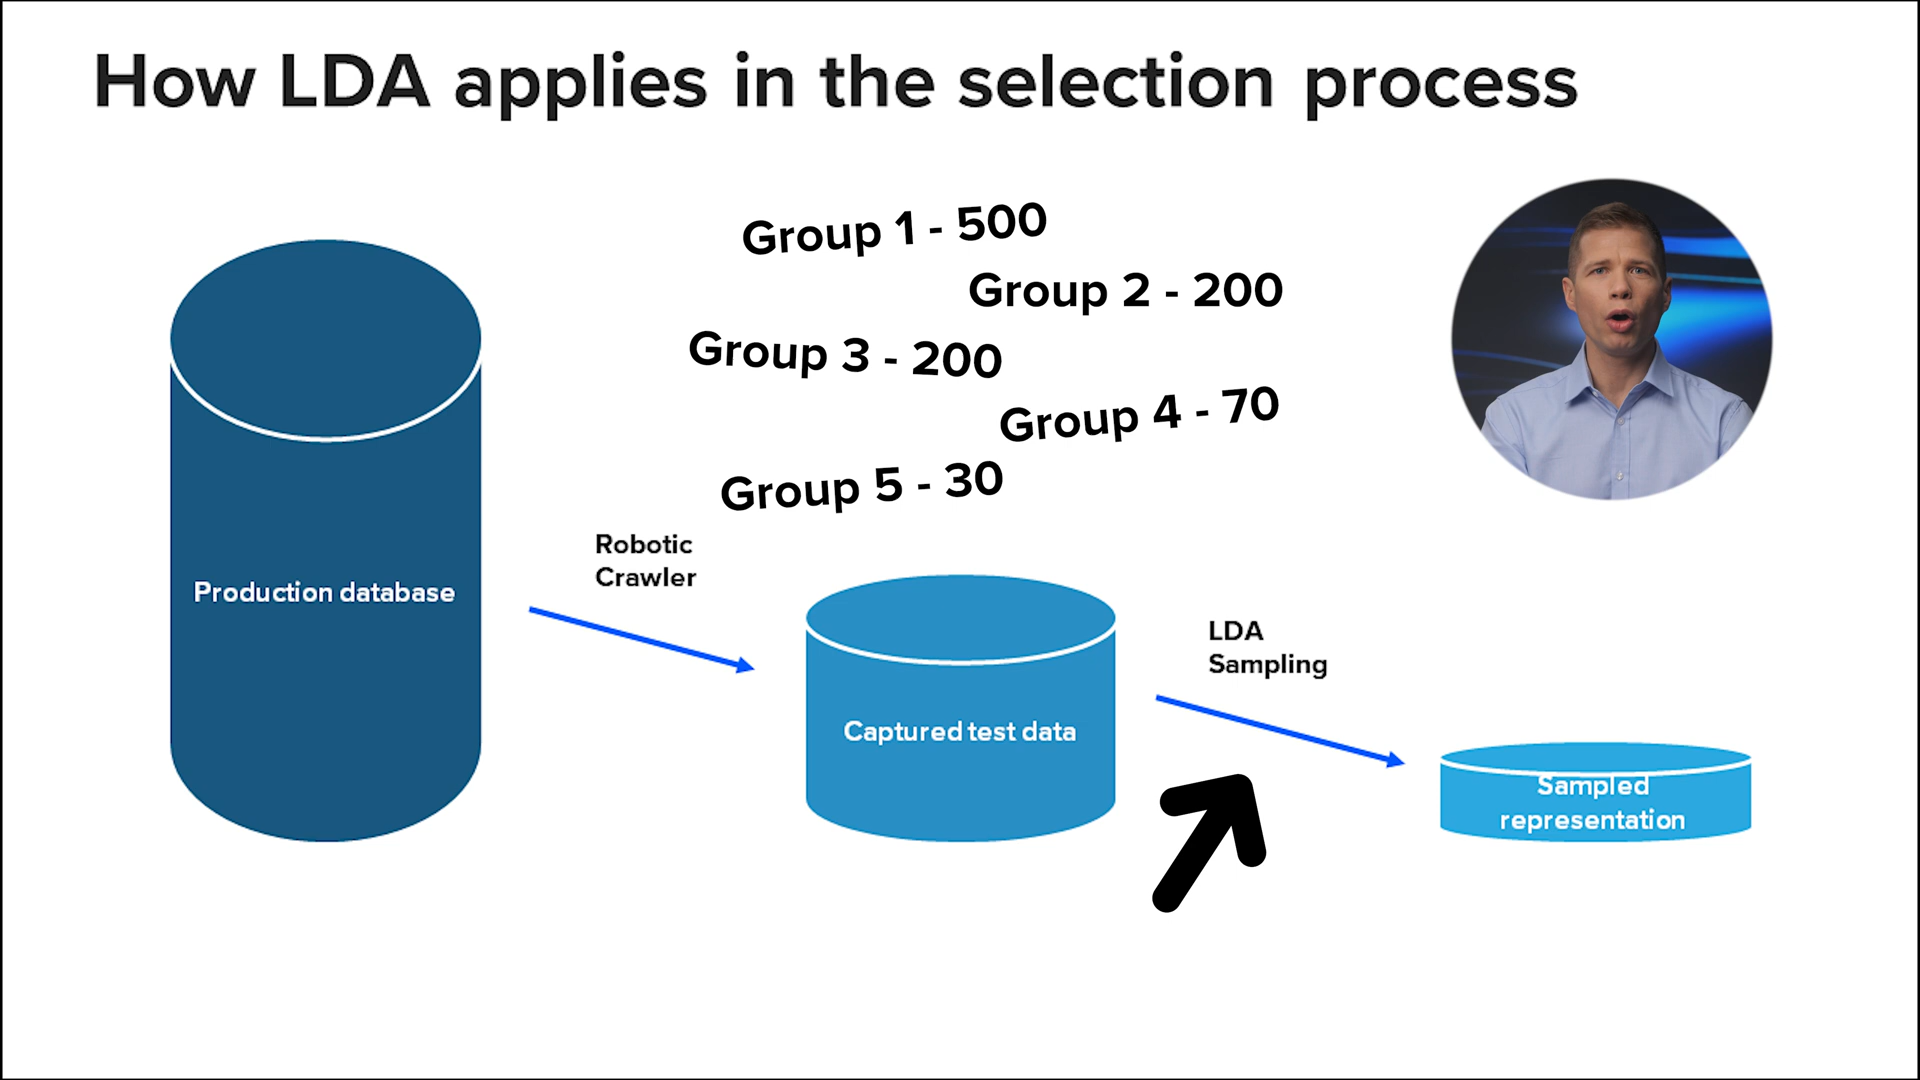 How LDA applies in the selection process
Group 1 - 500
Group 2 - 200
Group 3 - 200
Group 4 - 70
Group 5 - 30
Robotic
Crawler
Production database
LDA
Sampling
Captured test data
Sampled
representation